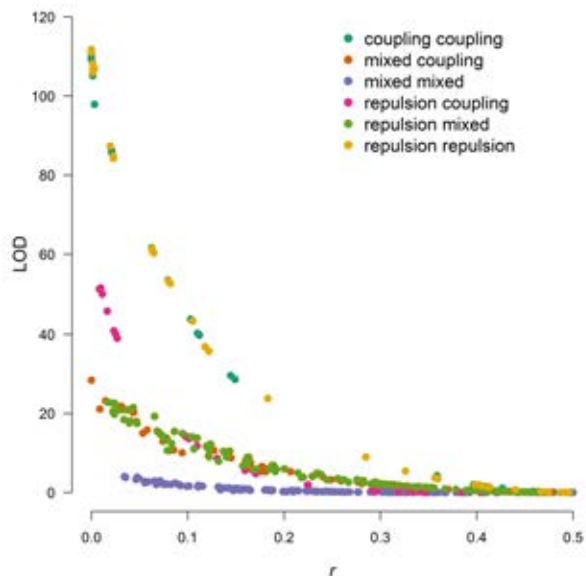 120
100
80
60
40
20
0
LOD
coupling coupling
mixed coupling
mixed mixed
repulsion coupling
repulsion mixed
repulsion repulsion
0.0 0.1 0.2 0.3 0.4 0.5
r